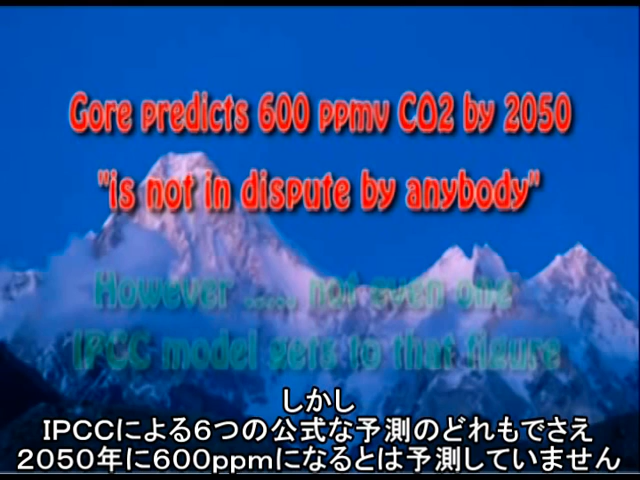 Gore predicts 600 ppmv CO2 by 2050
"is not in dispute by anybody"
However ..... not even one
IPCC model gets to that figure
しかし
IPCCによる6つの公式な予測のどれもでさえ
2050年に600ppmになるとは予測していません